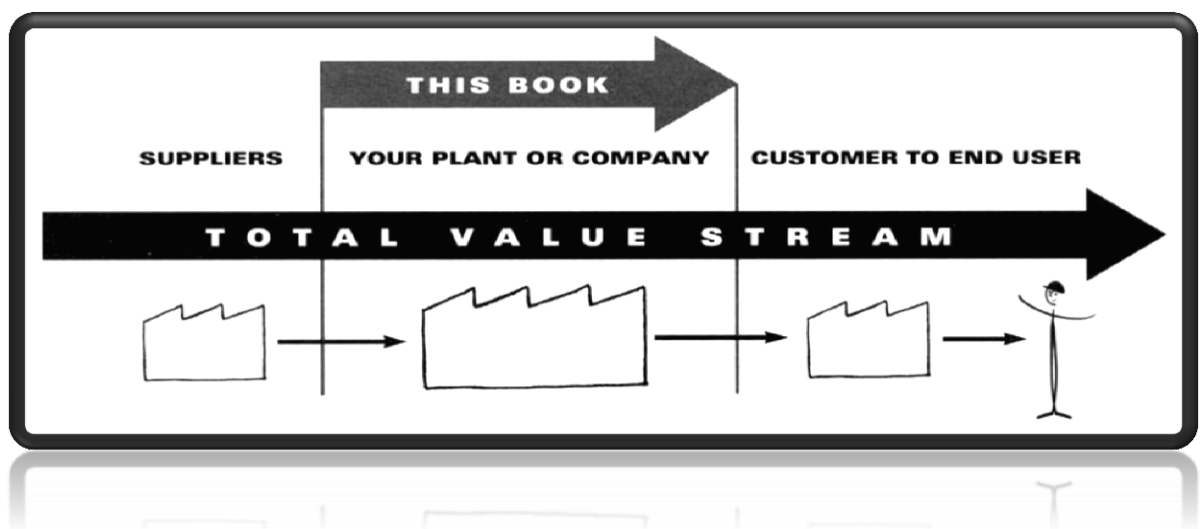 THIS BOOK
SUPPLIERS
YOUR PLANT OR COMPANY
CUSTOMER TO END USER
TOTAL VALUE STREAM